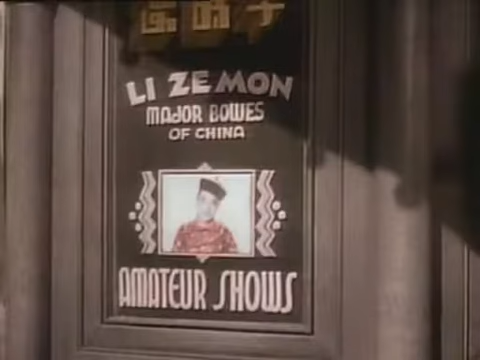 LI ZEMON
MAJOR BOWES
OF CHINA
AMATEUR SHOWS